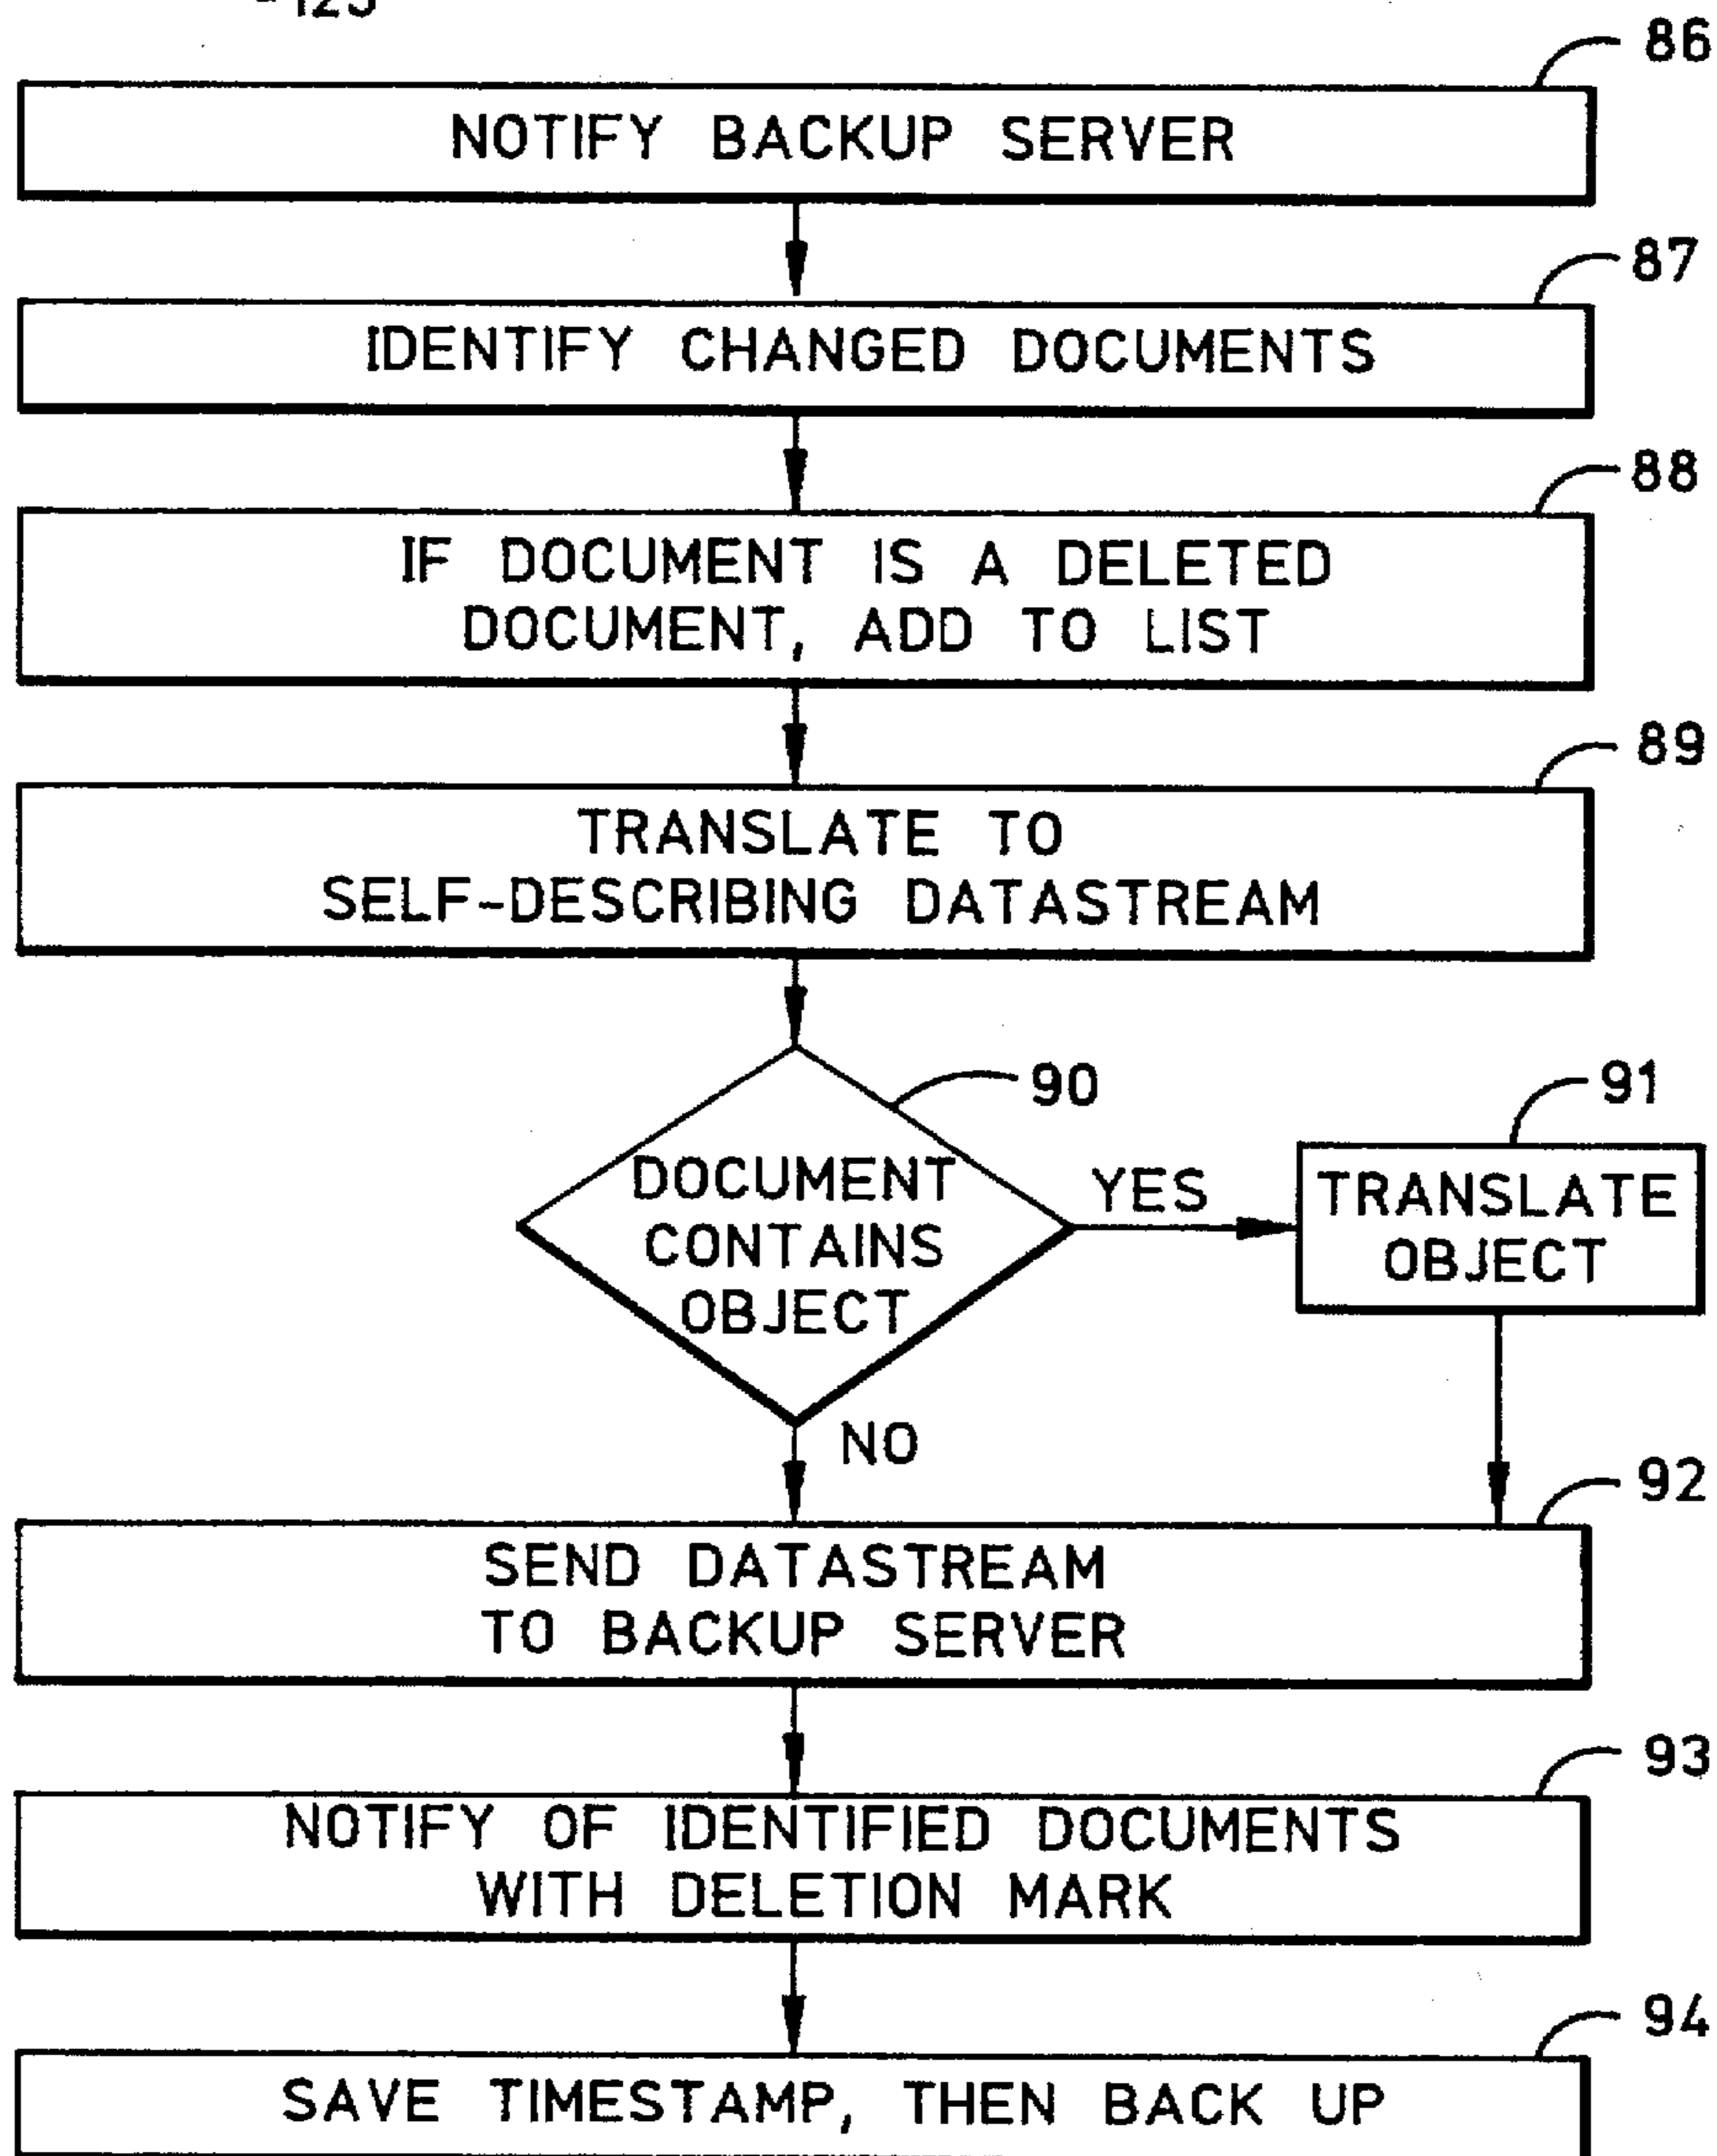 86
NOTIFY BACKUP SERVER
87
IDENTIFY CHANGED DOCUMENTS
88
IF DOCUMENT IS A DELETED
DOCUMENT, ADD TO LIST
89
TRANSLATE TO
SELF-DESCRIBING DATASTREAM
90
DOCUMENT
CONTAINS
OBJECT
YES
91
TRANSLATE
OBJECT
NO
92
SEND DATASTREAM
TO BACKUP SERVER
93
NOTIFY OF IDENTIFIED DOCUMENTS
WITH DELETION MARK
94
SAVE TIMESTAMP, THEN BACK UP